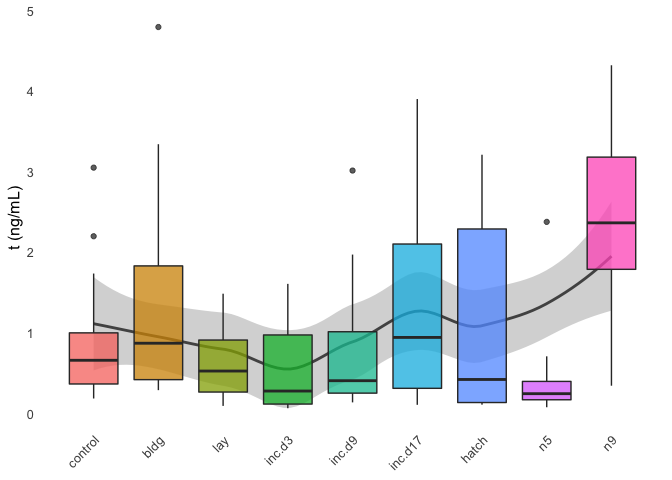 t (ng/mL)
5
4
3
2
1
0
control
bldg
lay
inc.d3
inc.d9
inc.d17
hatch
n5
n9